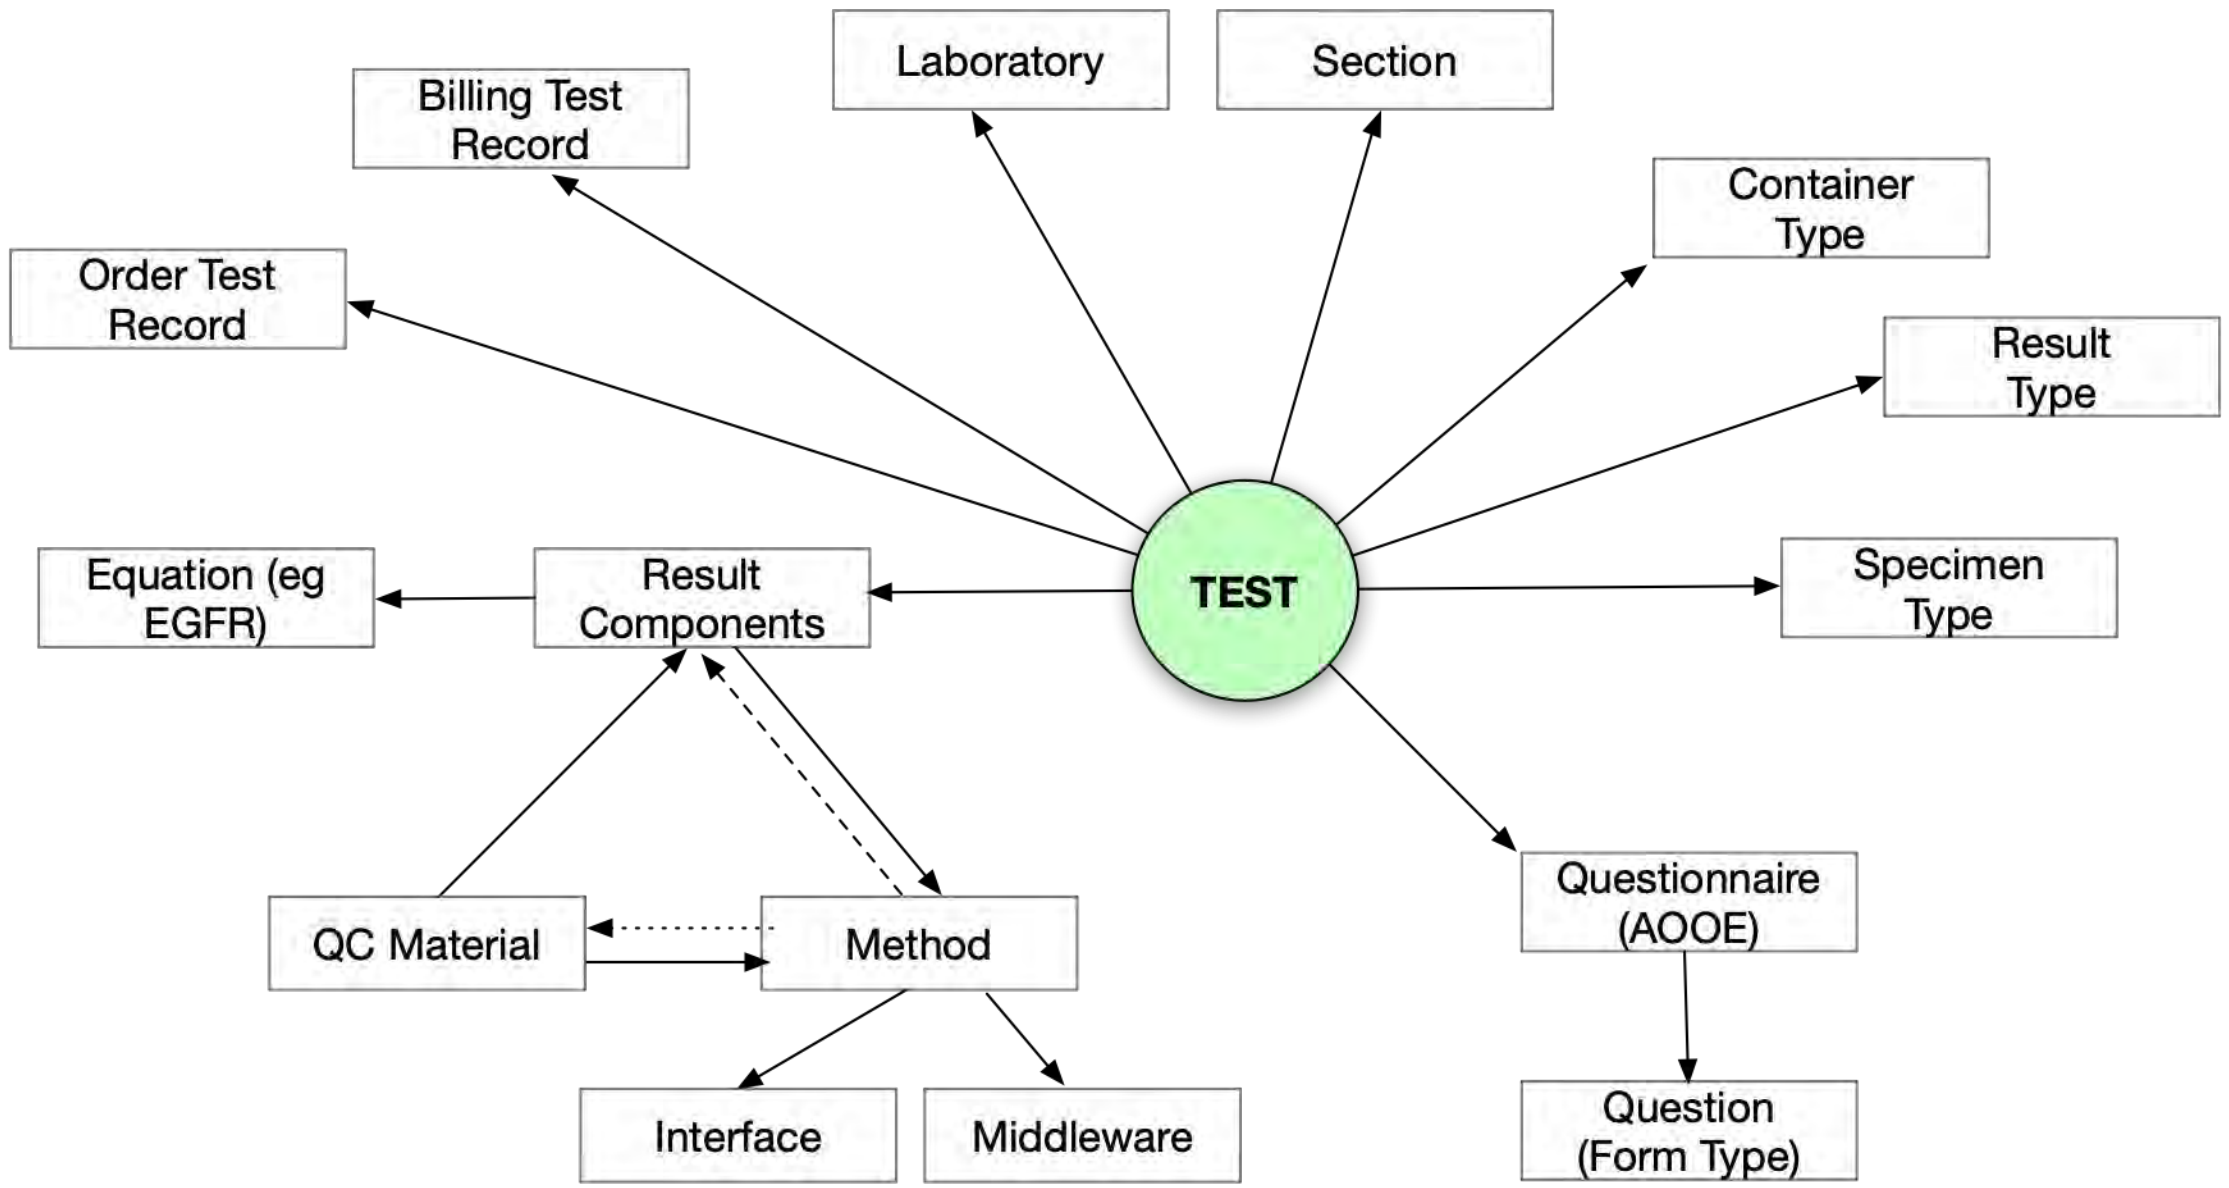 Laboratory
Section
Billing Test
Record
Container
Type
Order Test
Record
Result
Type
Equation (eg
EGFR)
Result
Components
TEST
Specimen
Type
QC Material
Method
Questionnaire
(AOOE)
Interface
Middleware
Question
(Form Type)